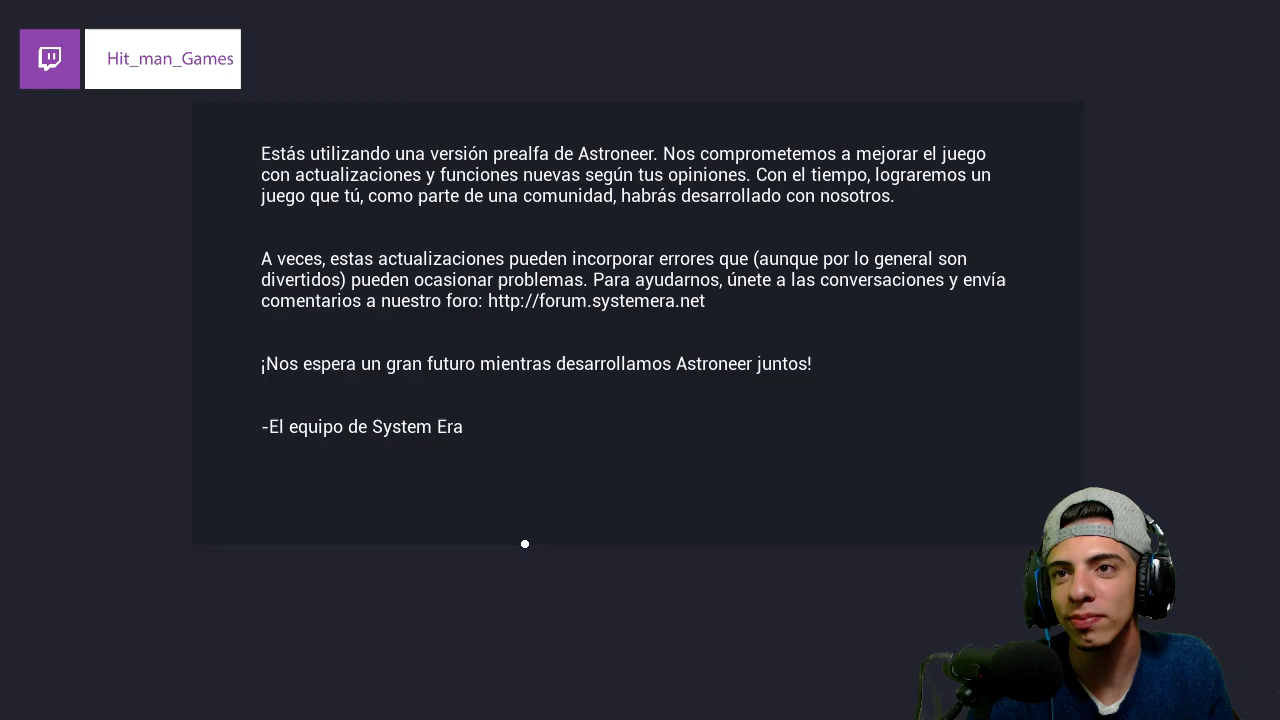 Hit_man_Games
Estás utilizando una versión prealfa de Astroneer. Nos comprometemos a mejorar el juego
con actualizaciones y funciones nuevas según tus opiniones. Con el tiempo, lograremos un
juego que tú, como parte de una comunidad, habrás desarrollado con nosotros.
A veces, estas actualizaciones pueden incorporar errores que (aunque por lo general son
divertidos) pueden ocasionar problemas. Para ayudarnos, únete a las conversaciones y envía
comentarios a nuestro foro: http://forum.systemera.net
¡Nos espera un gran futuro mientras desarrollamos Astroneer juntos!
-El equipo de System Era